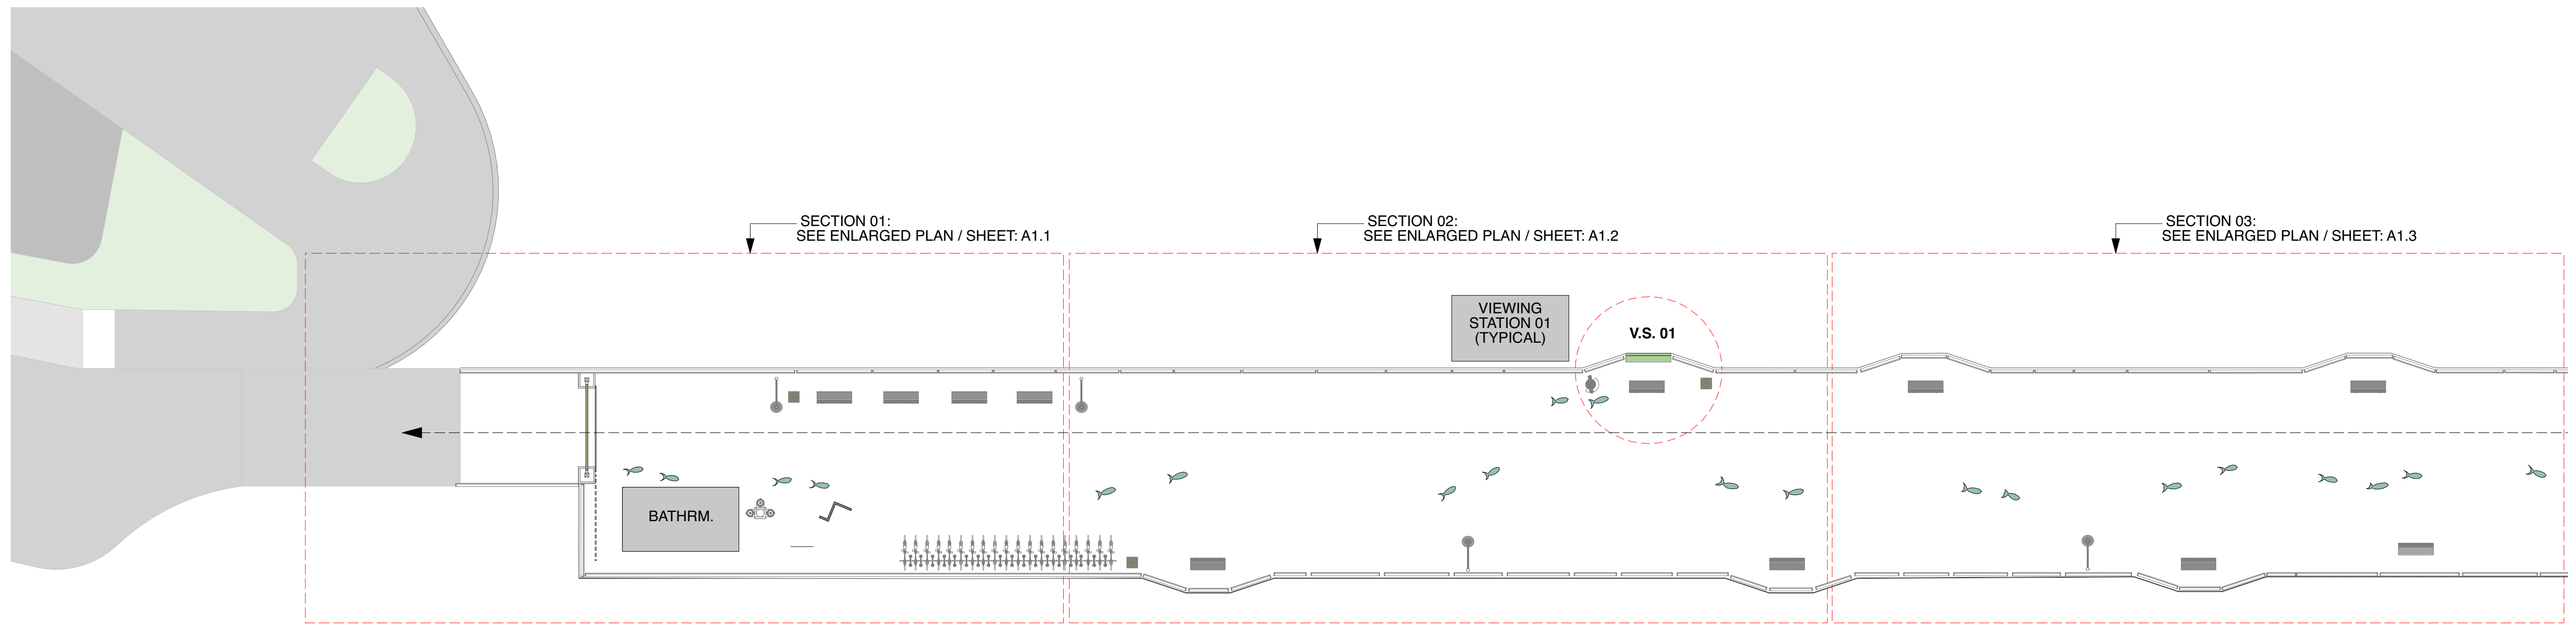 SECTION 01:
SEE ENLARGED PLAN / SHEET: A1.1
SECTION 02:
SEE ENLARGED PLAN / SHEET: A1.2
SECTION 03:
SEE ENLARGED PLAN / SHEET: A1.3
VIEWING
STATION 01
(TYPICAL)
V.S. 01
BATHRM.